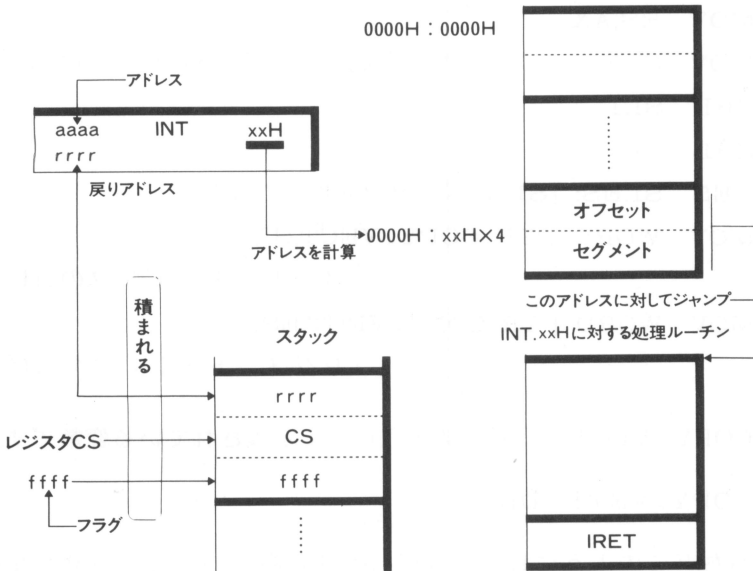 0000H：0000H
アドレス
aaaa INT xxH
rrrr
戻りアドレス
アドレスを計算
0000H：xxH×4
オフセット
セグメント
このアドレスに対してジャンプ
INT.xxHに対する処理ルーチン
積まれる
スタック
rrrr
レジスタCS
CS
ffff
ffff
フラグ
IRET